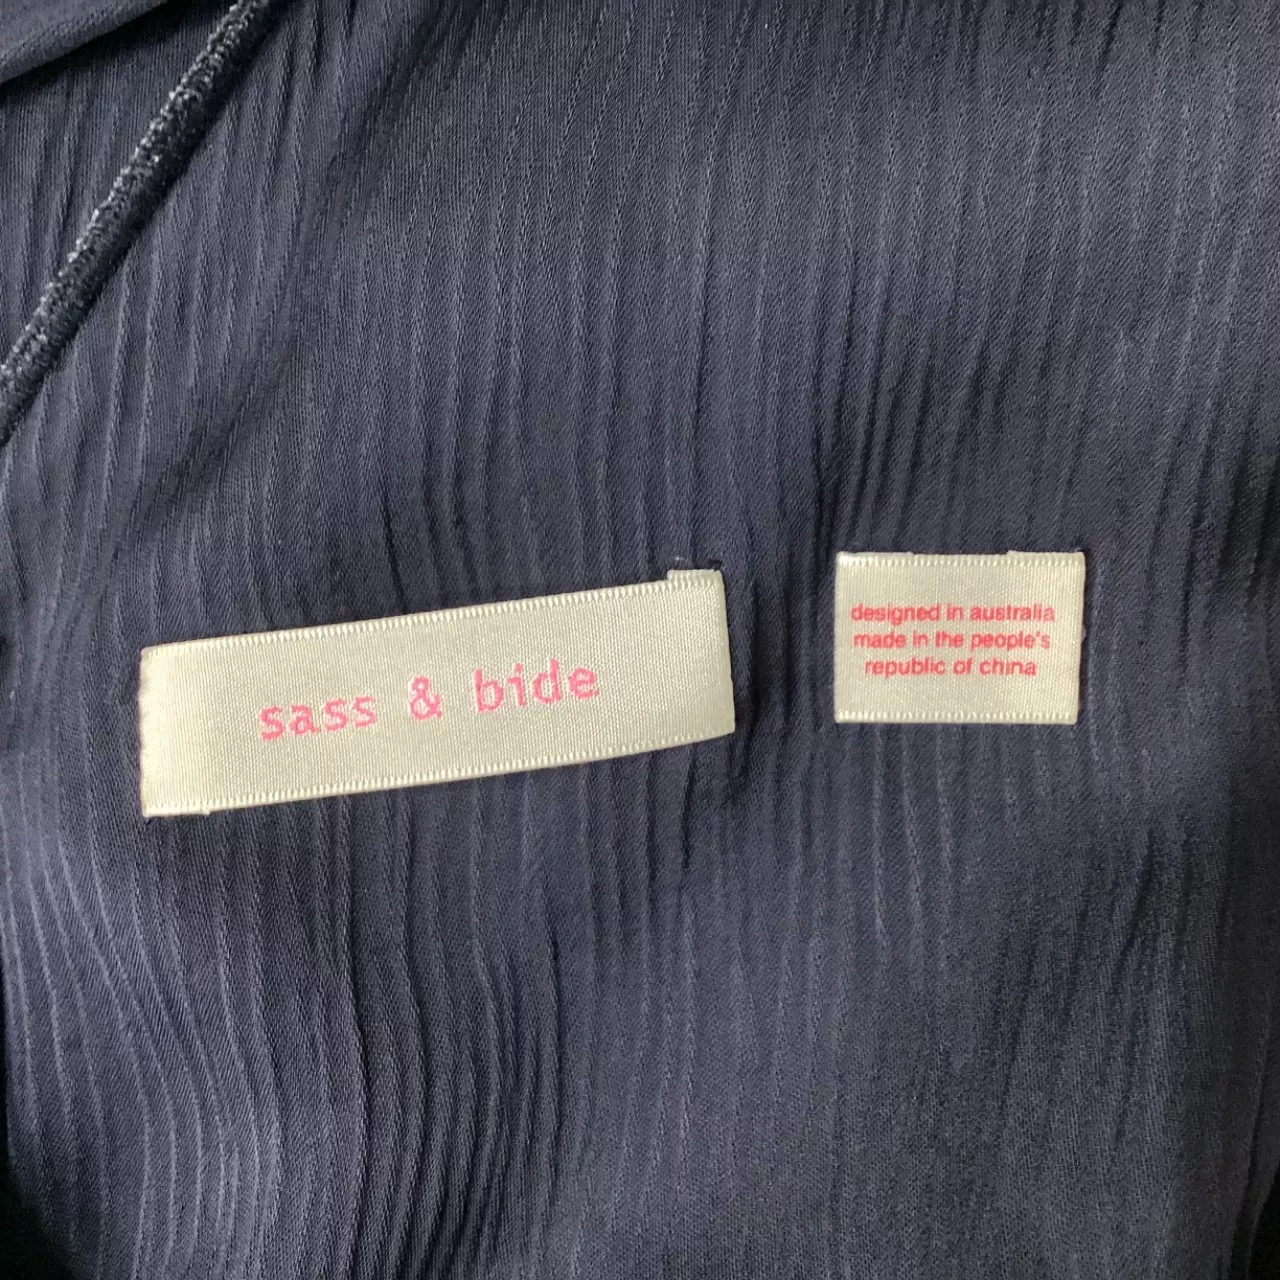 sass & bide
designed in australia
made in the people's
republic of china